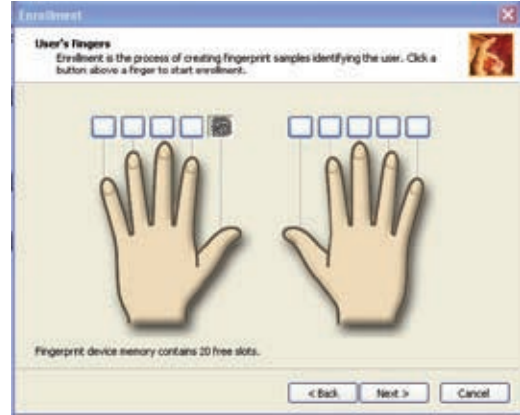 Enrollment
User's Fingers
Enrollment is the process of creating fingerprint samples identifying the user. Click a
button above a finger to start enrollment.
Fingerprint device memory contains 20 free slots.
< Back Next > Cancel